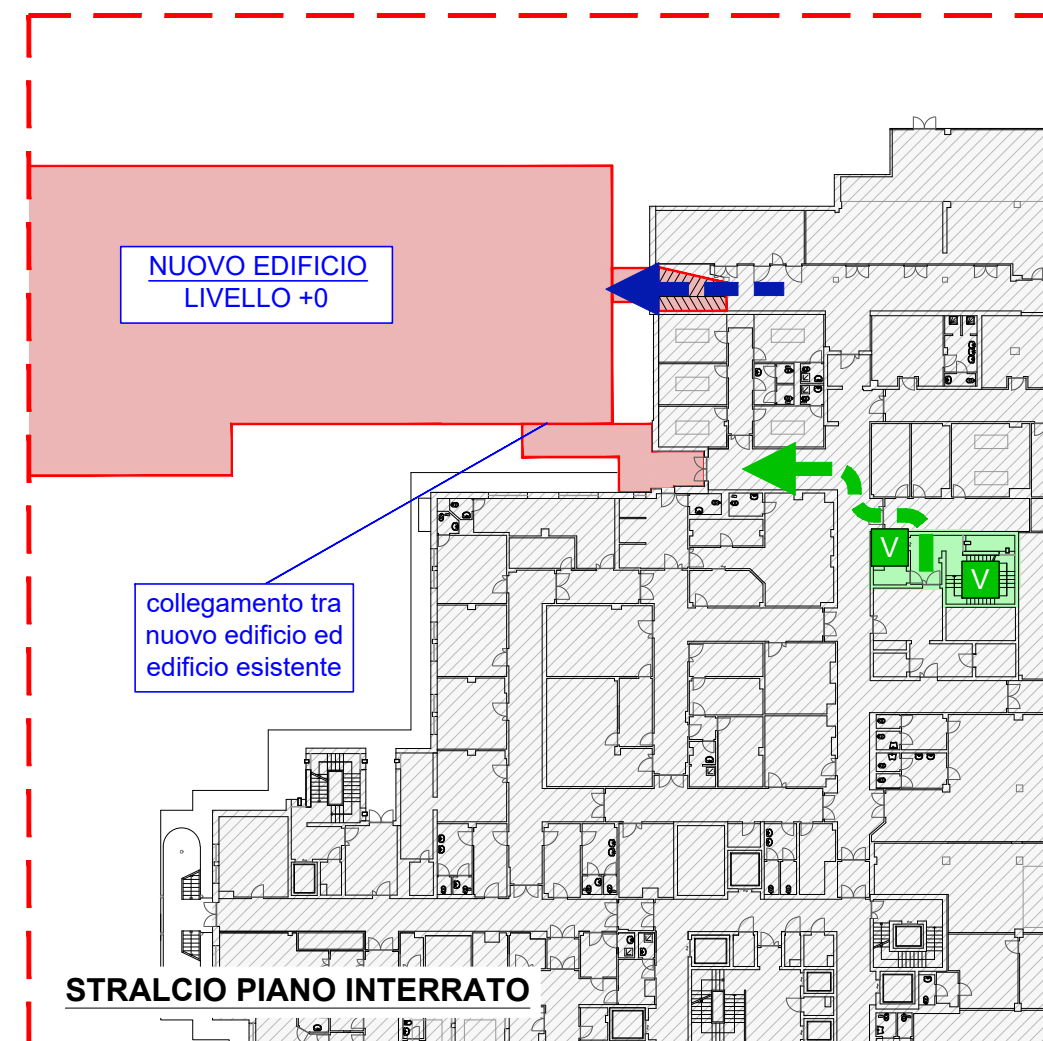 NUOVO EDIFICIO
LIVELLO +0
V
V
collegamento tra
nuovo edificio ed
edificio esistente
STRALCIO PIANO INTERRATO